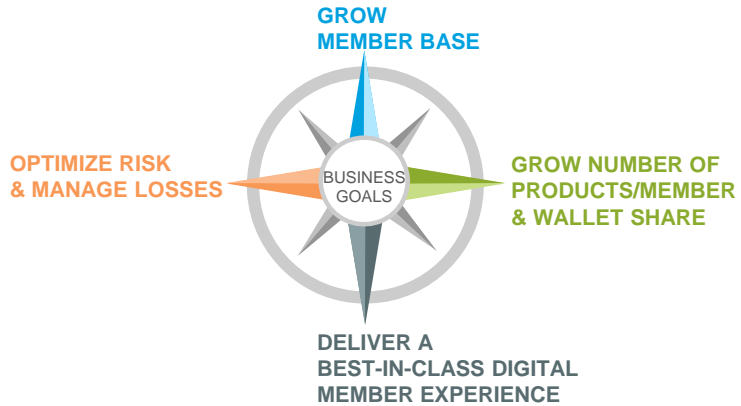 GROW
MEMBER BASE
OPTIMIZE RISK
& MANAGE LOSSES
BUSINESS
GOALS
GROW NUMBER OF
PRODUCTS/MEMBER
& WALLET SHARE
DELIVER A
BEST-IN-CLASS DIGITAL
MEMBER EXPERIENCE